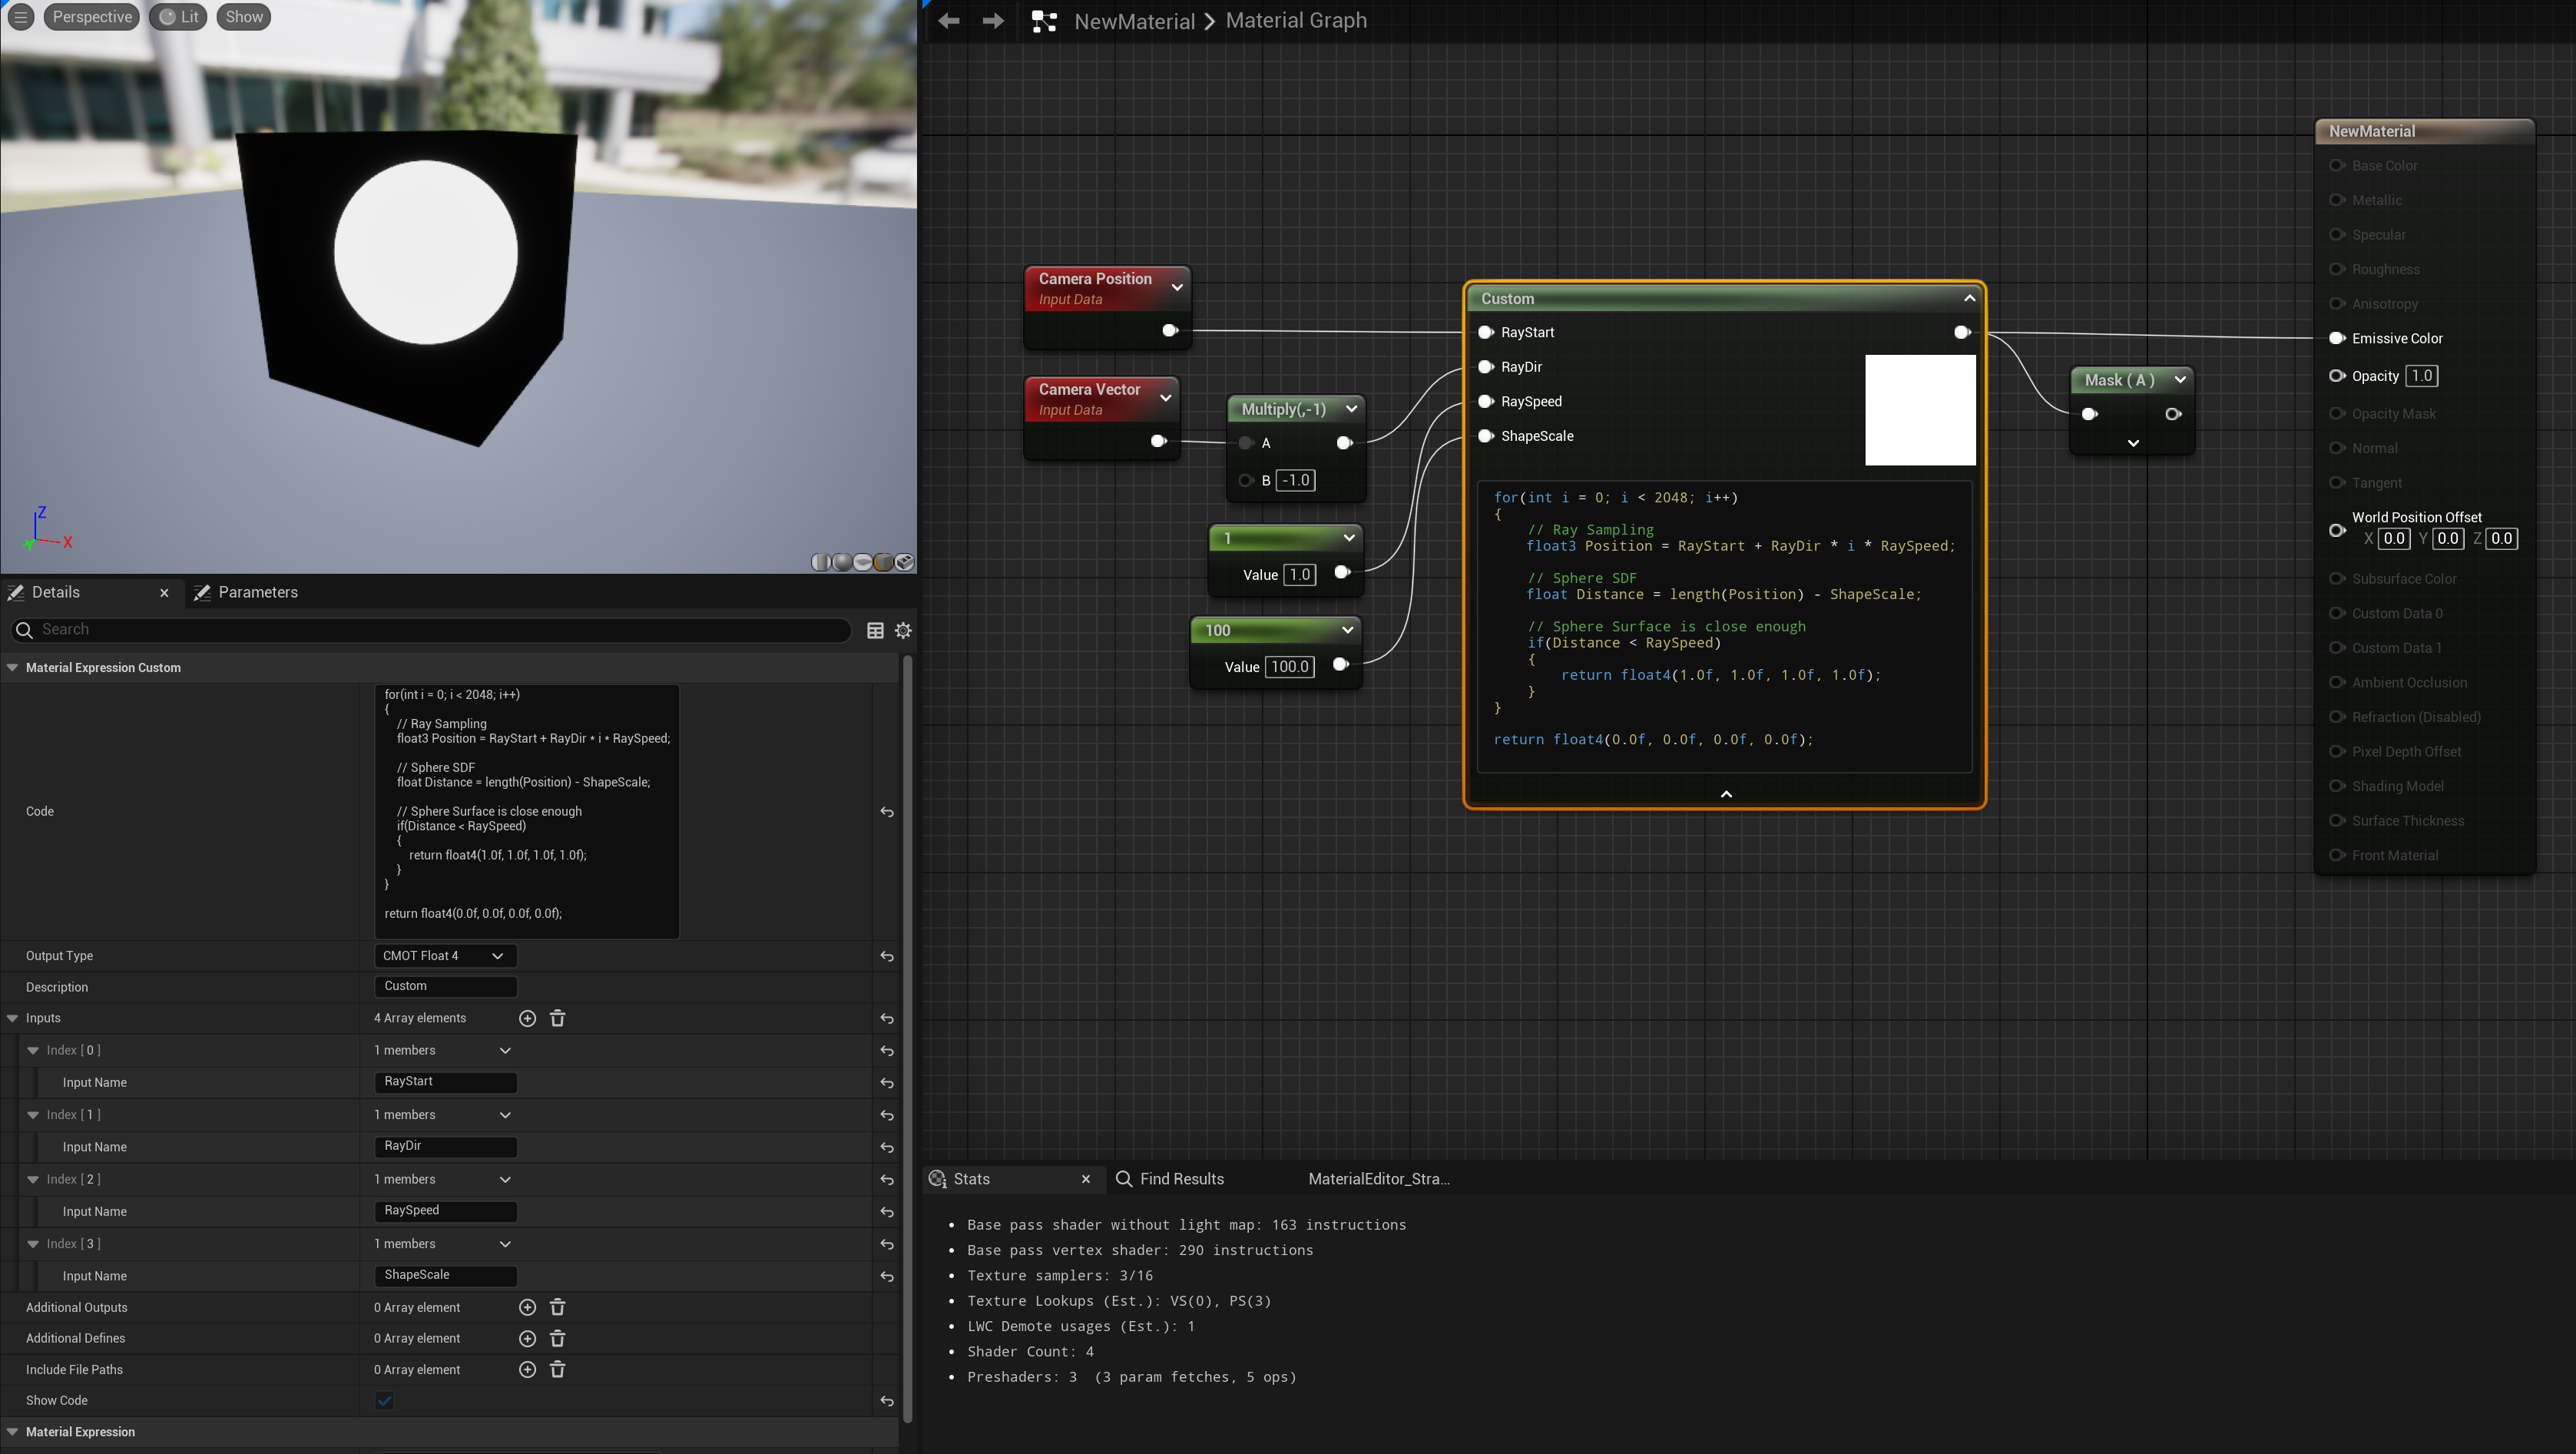 Perspective
Lit
Show
Z
X
Details
Parameters
Search
Material Expression Custom
Code
for(int i = 0; i < 2048; i++)
{
// Ray Sampling
float3 Position = RayStart + RayDir * i * RaySpeed;
// Sphere SDF
float Distance = length(Position) - ShapeScale;
// Sphere Surface is close enough
if(Distance < RaySpeed)
{
return float4(1.0f, 1.0f, 1.0f, 1.0f);
}
}
return float4(0.0f, 0.0f, 0.0f, 0.0f);
Output Type
CMOT Float 4
Description
Custom
Inputs
4 Array elements
Index [ 0 ]
1 members
Input Name
RayStart
Index [ 1 ]
1 members
Input Name
RayDir
Index [ 2 ]
1 members
Input Name
RaySpeed
Index [ 3 ]
1 members
Input Name
ShapeScale
Additional Outputs
0 Array element
Additional Defines
0 Array element
Include File Paths
0 Array element
Show Code
Material Expression
NewMaterial
Material Graph
Camera Position
Input Data
Camera Vector
Input Data
Multiply(,-1)
A
B -1.0
1
Value 1.0
100
Value 100.0
Custom
RayStart
RayDir
RaySpeed
ShapeScale
for(int i = 0; i < 2048; i++)
{
// Ray Sampling
float3 Position = RayStart + RayDir * i * RaySpeed;
// Sphere SDF
float Distance = length(Position) - ShapeScale;
// Sphere Surface is close enough
if(Distance < RaySpeed)
{
return float4(1.0f, 1.0f, 1.0f, 1.0f);
}
}
return float4(0.0f, 0.0f, 0.0f, 0.0f);
Mask ( A )
NewMaterial
Base Color
Metallic
Specular
Roughness
Anisotropy
Emissive Color
Opacity 1.0
Opacity Mask
Normal
Tangent
World Position Offset
X 0.0 Y 0.0 Z 0.0
Subsurface Color
Custom Data 0
Custom Data 1
Ambient Occlusion
Refraction (Disabled)
Pixel Depth Offset
Shading Model
Surface Thickness
Front Material
Stats
Find Results
MaterialEditor_Stra...
Base pass shader without light map: 163 instructions
Base pass vertex shader: 290 instructions
Texture samplers: 3/16
Texture Lookups (Est.): VS(0), PS(3)
LWC Demote usages (Est.): 1
Shader Count: 4
Preshaders: 3 (3 param fetches, 5 ops)